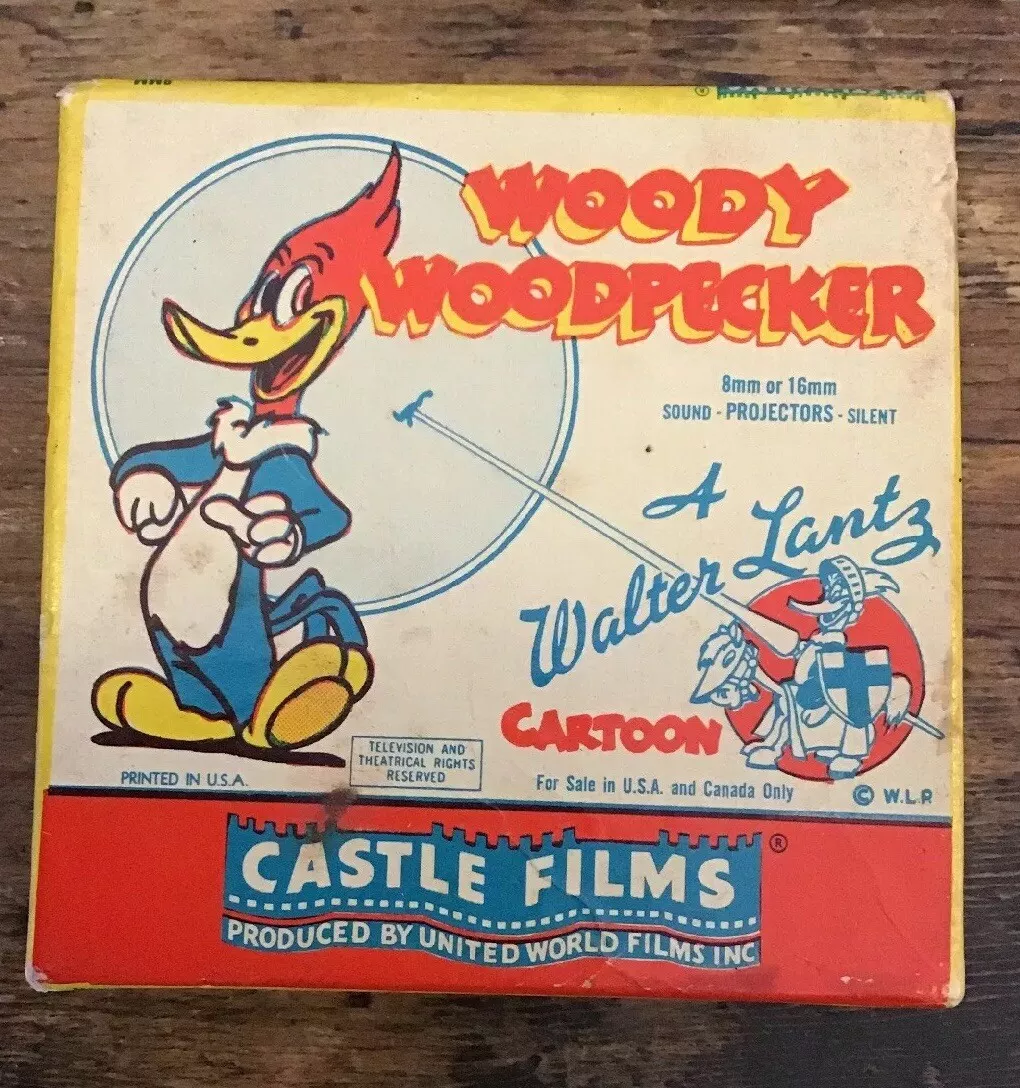 WOODY
WOODPECKER
8mm or 16mm
SOUND - PROJECTORS - SILENT
A
Walter Lantz
CARTOON
TELEVISION AND
THEATRICAL RIGHTS
RESERVED
PRINTED IN U.S.A.
For Sale in U.S.A. and Canada Only
© W.L.P.
CASTLE FILMS ®
PRODUCED BY UNITED WORLD FILMS INC